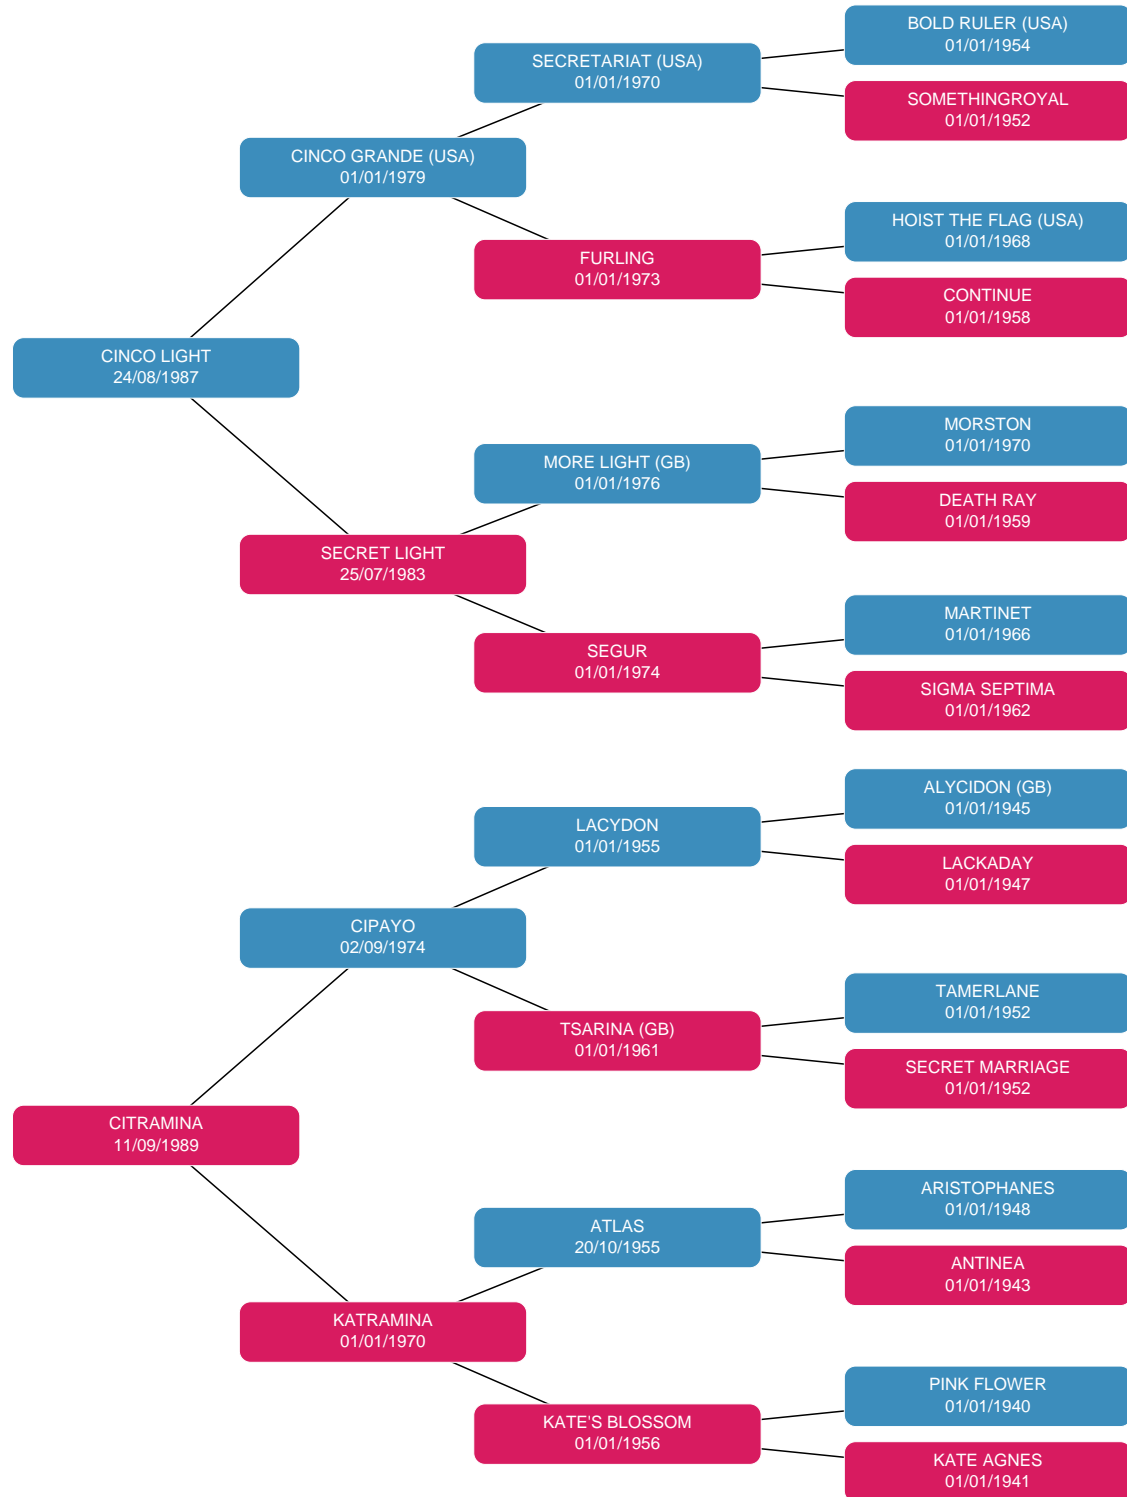 BOLD RULER (USA)
01/01/1954
SECRETARIAT (USA)
01/01/1970
SOMETHINGROYAL
01/01/1952
CINCO GRANDE (USA)
01/01/1979
HOIST THE FLAG (USA)
01/01/1968
FURLING
01/01/1973
CONTINUE
01/01/1958
CINCO LIGHT
24/08/1987
MORSTON
01/01/1970
MORE LIGHT (GB)
01/01/1976
DEATH RAY
01/01/1959
SECRET LIGHT
25/07/1983
MARTINET
01/01/1966
SEGUR
01/01/1974
SIGMA SEPTIMA
01/01/1962
ALYCIDON (GB)
01/01/1945
LACYDON
01/01/1955
LACKADAY
01/01/1947
CIPAYO
02/09/1974
TAMERLANE
01/01/1952
TSARINA (GB)
01/01/1961
SECRET MARRIAGE
01/01/1952
CITRAMINA
11/09/1989
ARISTOPHANES
01/01/1948
ATLAS
20/10/1955
ANTINEA
01/01/1943
KATRAMINA
01/01/1970
PINK FLOWER
01/01/1940
KATE'S BLOSSOM
01/01/1956
KATE AGNES
01/01/1941